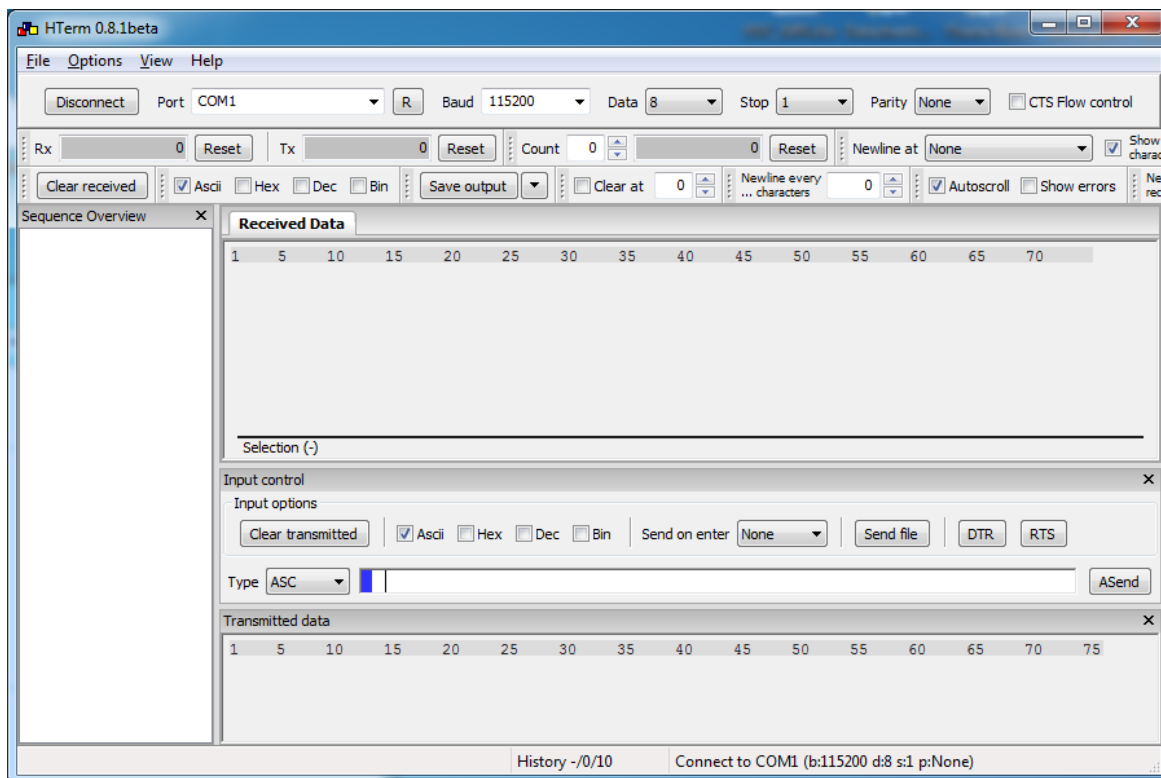 HTerm 0.8.1beta
File Options View Help
Disconnect Port COM1 R Baud 115200 Data 8 Stop 1 Parity None CTS Flow control
Rx 0 Reset Tx 0 Reset Count 0 0 Reset Newline at None Show
charac
Clear received Ascii Hex Dec Bin Save output Clear at 0 Newline every
... characters 0 Autoscroll Show errors Ne
rec
Sequence Overview
Received Data
1 5 10 15 20 25 30 35 40 45 50 55 60 65 70
Selection (-)
Input control
Input options
Clear transmitted Ascii Hex Dec Bin Send on enter None Send file DTR RTS
Type ASC ASend
Transmitted data
1 5 10 15 20 25 30 35 40 45 50 55 60 65 70 75
History -/0/10 Connect to COM1 (b:115200 d:8 s:1 p:None)